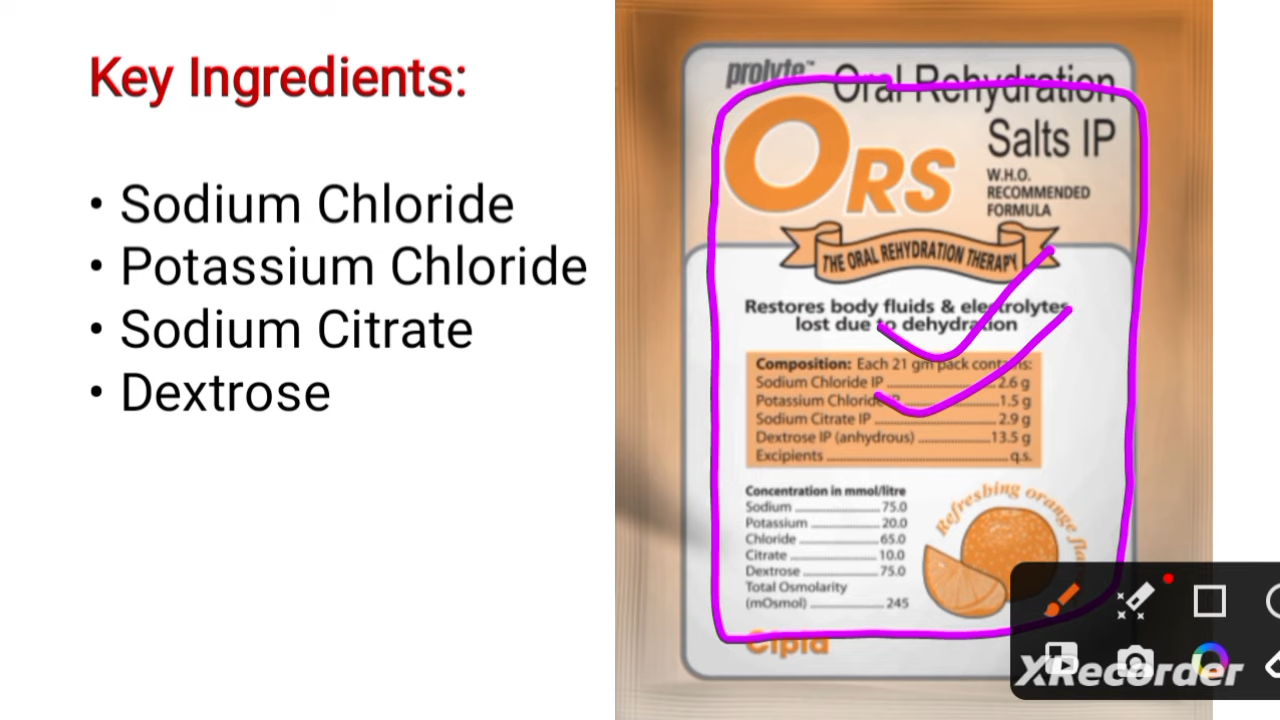 Key Ingredients:
• Sodium Chloride
• Potassium Chloride
• Sodium Citrate
• Dextrose
prolyte™ Oral Rehydration
Salts IP
ORS
W.H.O.
RECOMMENDED
FORMULA
THE ORAL REHYDRATION THERAPY
Restores body fluids & electrolytes
lost due to dehydration
Composition: Each 21 gm pack contains:
Sodium Chloride IP 2.6 g
Potassium Chloride IP 1.5 g
Sodium Citrate IP 2.9 g
Dextrose IP (anhydrous) 13.5 g
Excipients q.s.
Concentration in mmol/litre
Sodium 75.0
Potassium 20.0
Chloride 65.0
Citrate 10.0
Dextrose 75.0
Total Osmolarity
(mOsmol) 245
Refreshing orange
Cipla
XRecorder